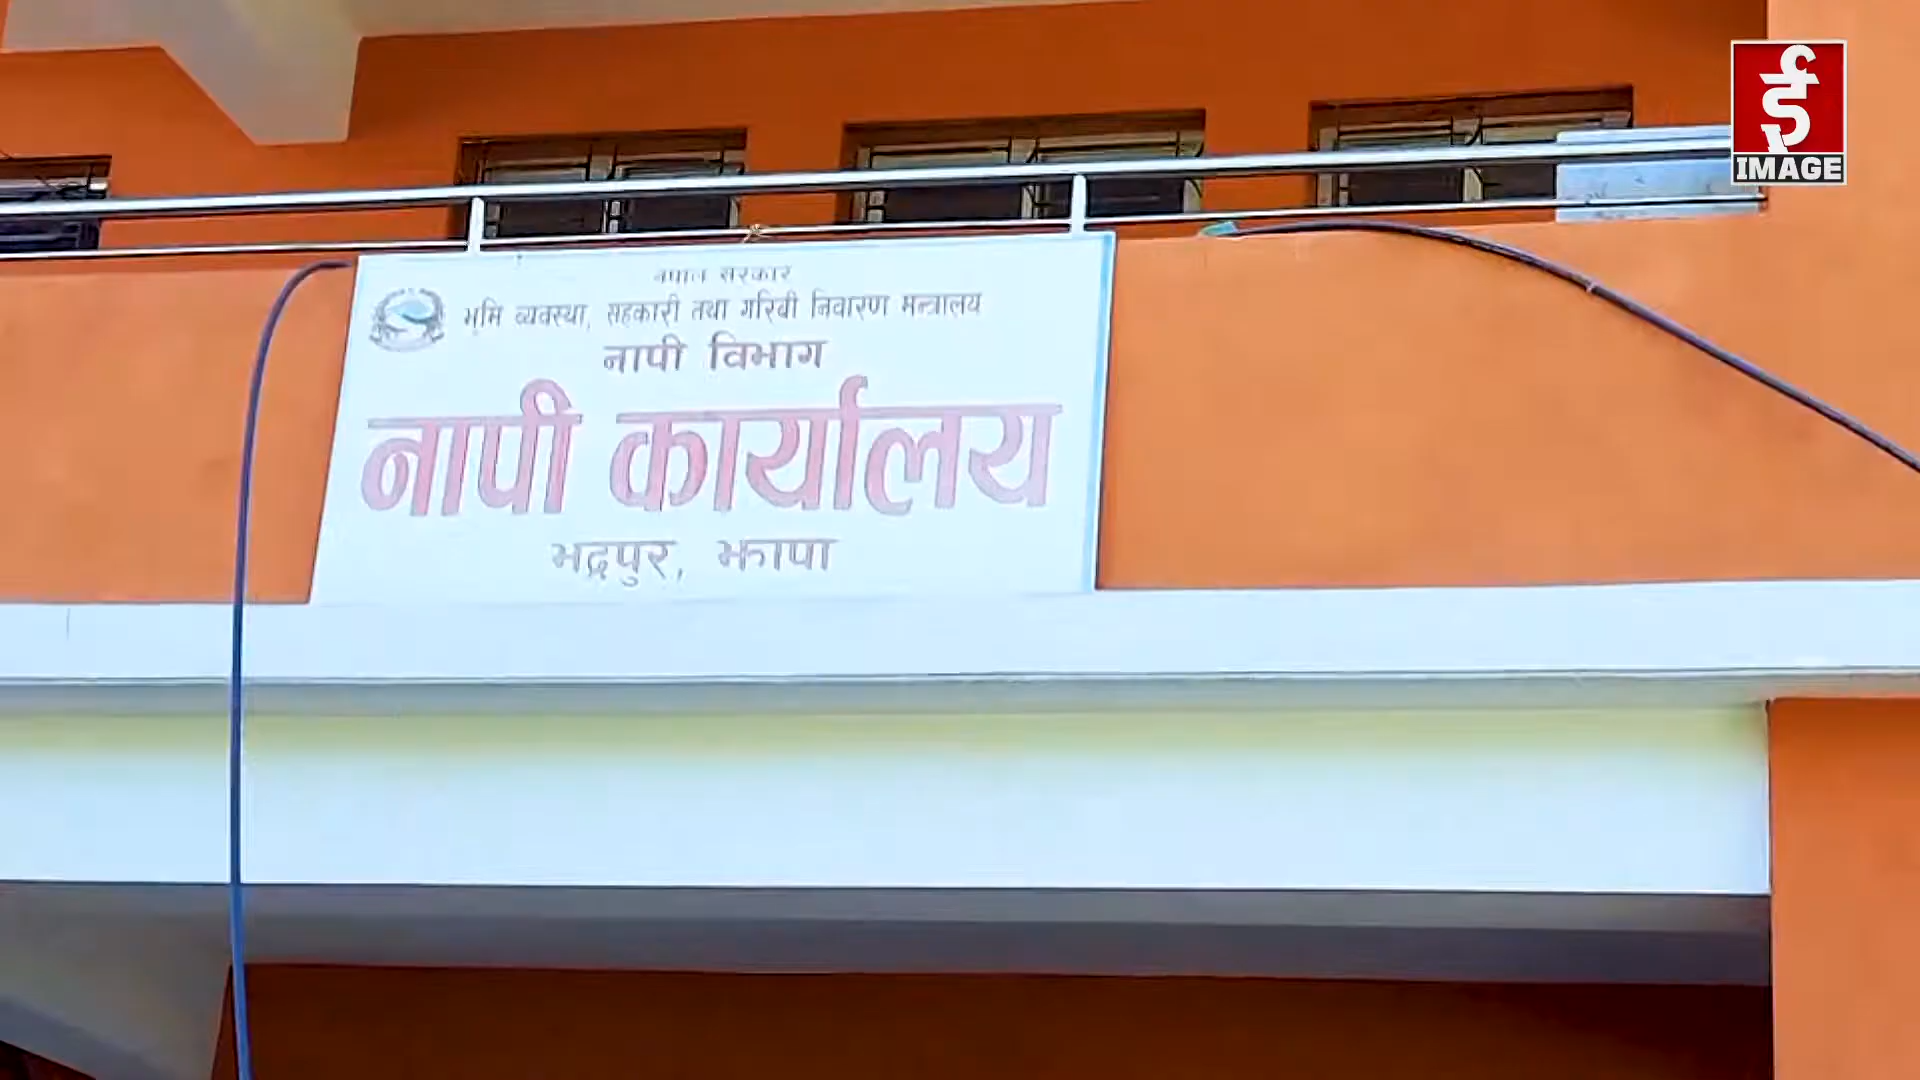 नेपाल सरकार
भूमि व्यवस्था, सहकारी तथा गरिबी निवारण मन्त्रालय
नापी विभाग
नापी कार्यालय
भद्रपुर, झापा
IMAGE